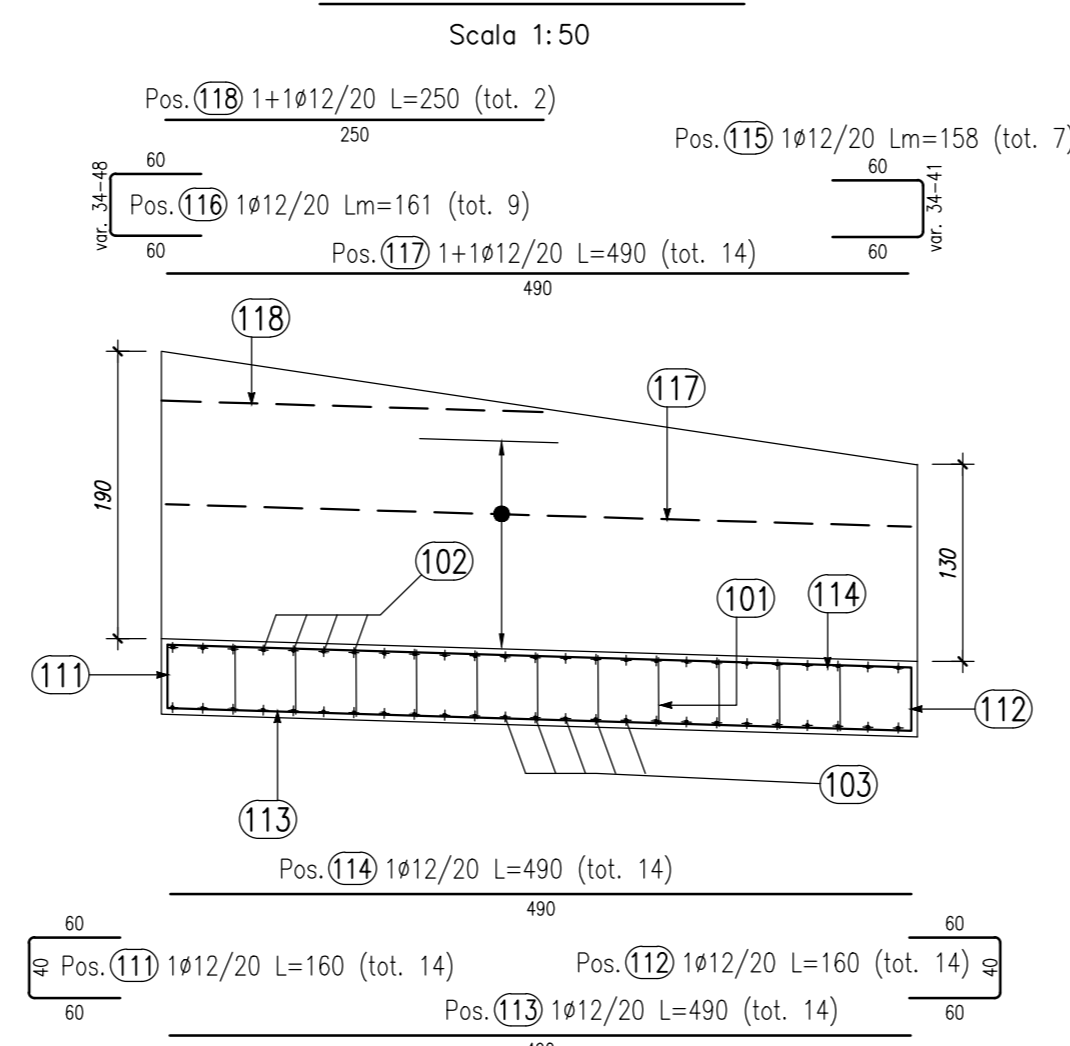 Scala 1:50
Pos. 118 1+1ø12/20 L=250 (tot. 2)
250
Pos. 115 1ø12/20 Lm=158 (tot. 7)
60
60
var. 34-48
Pos. 116 1ø12/20 Lm=161 (tot. 9)
var. 34-41
60
60
Pos. 117 1+1ø12/20 L=490 (tot. 14)
490
118
117
190
130
102
101
114
111
112
103
113
Pos. 114 1ø12/20 L=490 (tot. 14)
490
60
60
40
Pos. 111 1ø12/20 L=160 (tot. 14)
Pos. 112 1ø12/20 L=160 (tot. 14)
40
60
60
Pos. 113 1ø12/20 L=490 (tot. 14)